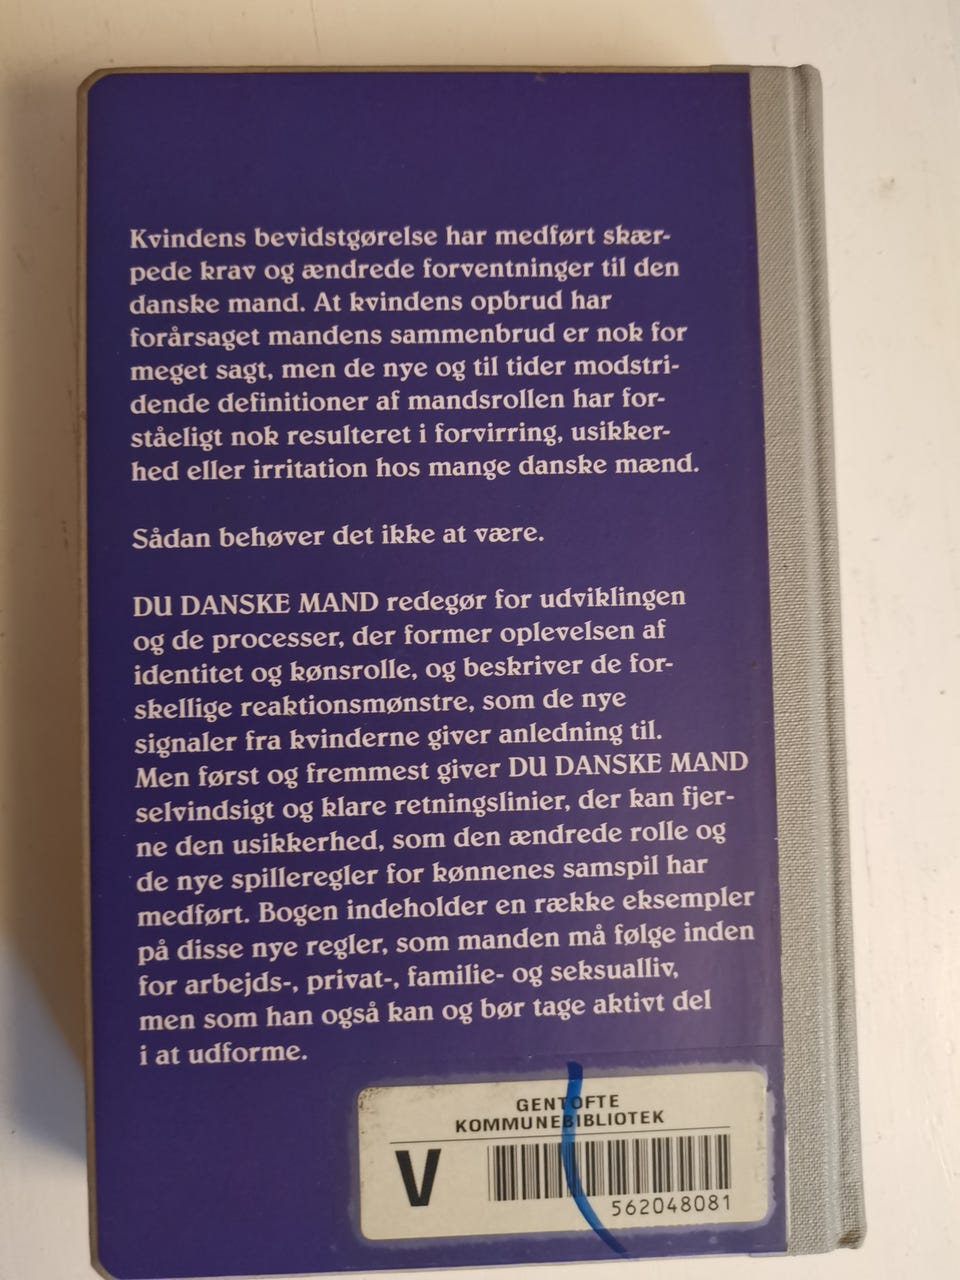 Kvindens bevidstgørelse har medført skær-
pede krav og ændrede forventninger til den
danske mand. At kvindens opbrud har
forårsaget mandens sammenbrud er nok for
meget sagt, men de nye og til tider modstri-
dende definitioner af mandsrollen har for-
ståeligt nok resulteret i forvirring, usikker-
hed eller irritation hos mange danske mænd.
Sådan behøver det ikke at være.
DU DANSKE MAND redegør for udviklingen
og de processer, der former oplevelsen af
identitet og kønsrolle, og beskriver de for-
skellige reaktionsmønstre, som de nye
signaler fra kvinderne giver anledning til.
Men først og fremmest giver DU DANSKE MAND
selvindsigt og klare retningslinier, der kan fjer-
ne den usikkerhed, som den ændrede rolle og
de nye spilleregler for kønnenes samspil har
medført. Bogen indeholder en række eksempler
på disse nye regler, som manden må følge inden
for arbejds-, privat-, familie- og seksualliv,
men som han også kan og bør tage aktivt del
i at udforme.
GENTOFTE
KOMMUNEBIBLIOTEK
V
562048081